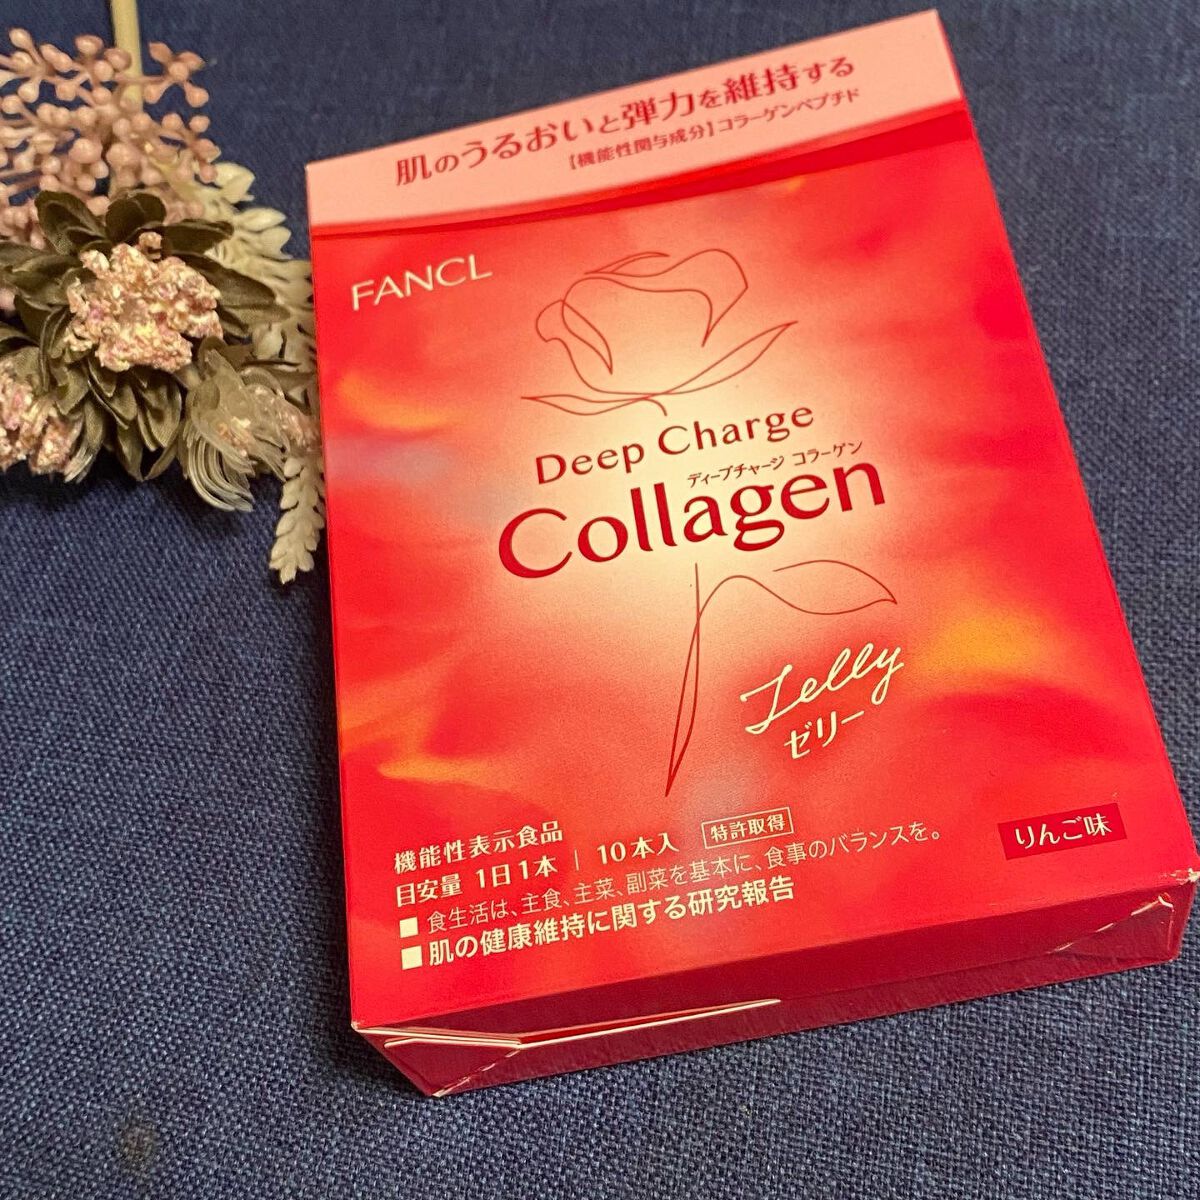 肌のうるおいと弾力を維持する
【機能性関与成分】コラーゲンペプチド
FANCL
Deep Charge
ディープチャージ コラーゲン
Collagen
Jelly
ゼリー
機能性表示食品
目安量 1日1本 | 10本入 特許取得
りんご味
■ 食生活は、主食、主菜、副菜を基本に、食事のバランスを。
■ 肌の健康維持に関する研究報告